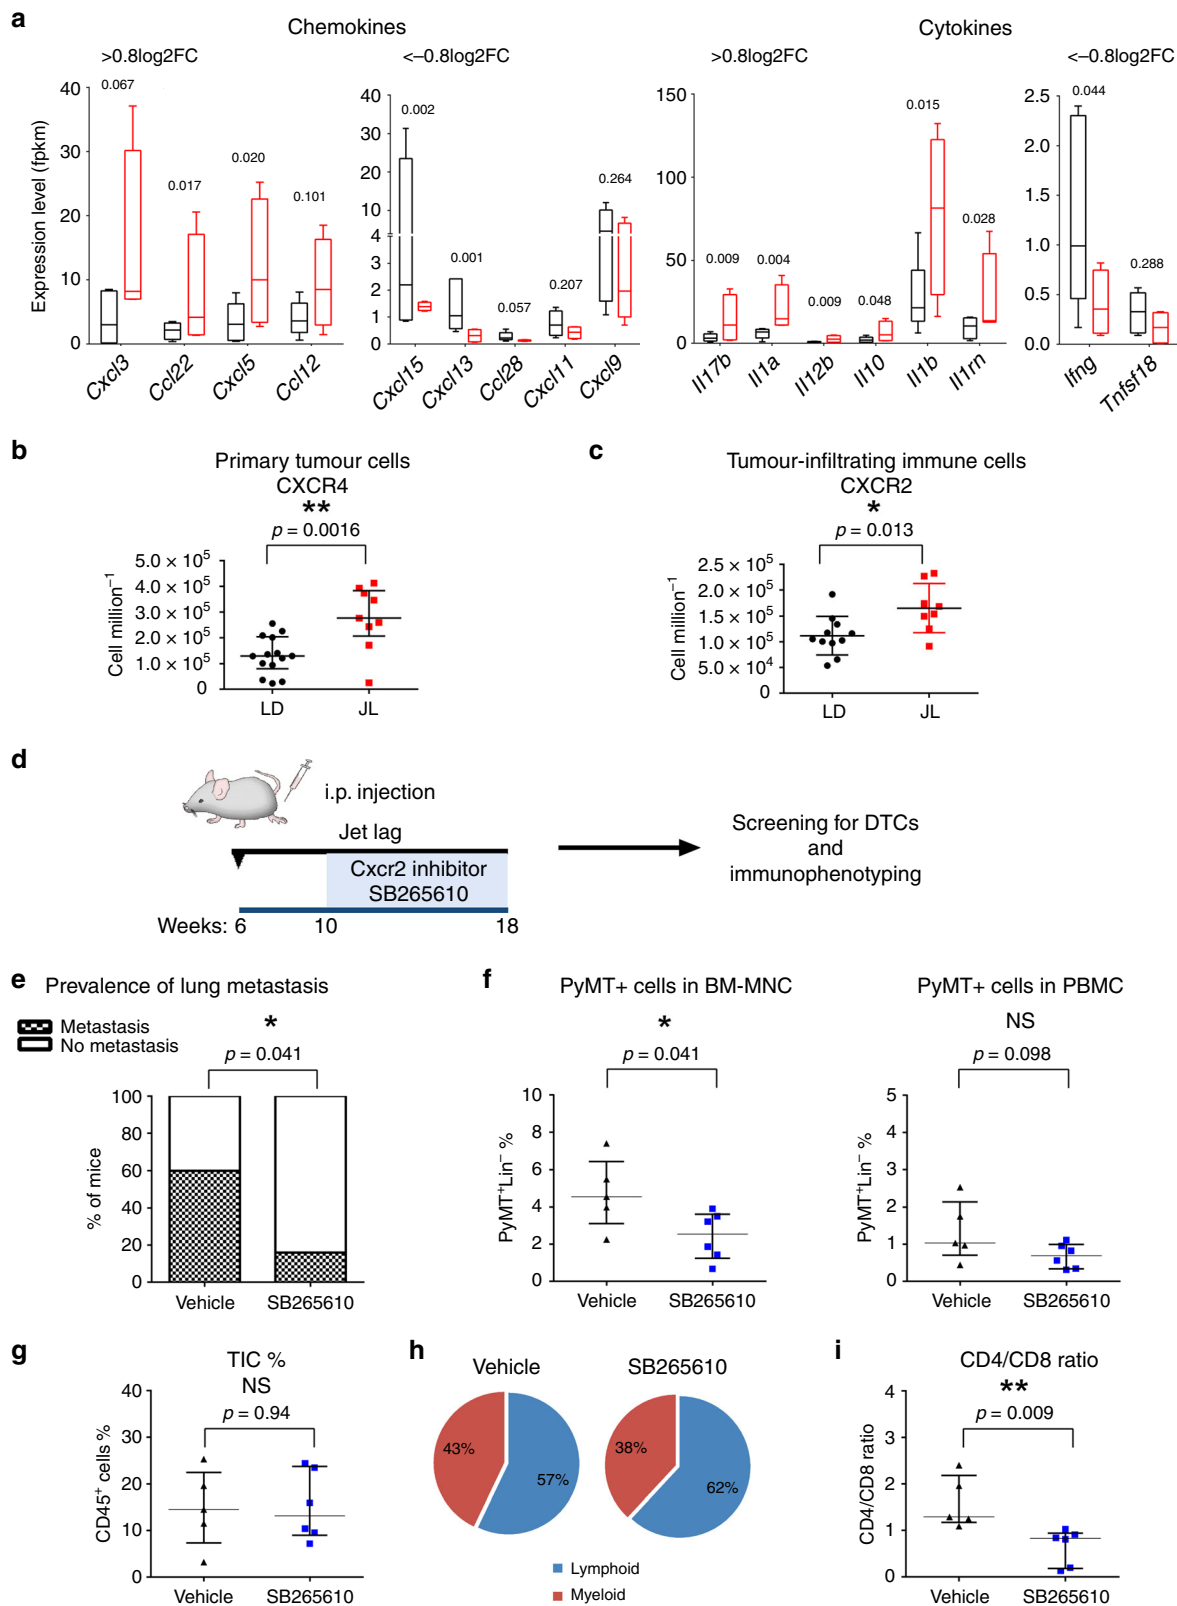 a
Chemokines
Cytokines
>0.8log2FC
<–0.8log2FC
>0.8log2FC
<–0.8log2FC
Expression level (fpkm)
40
30
20
10
0
0.067
0.017
0.020
0.101
Cxcl3
Ccl22
Cxcl5
Ccl12
40
30
20
10
4
3
2
1
0
0.002
0.001
0.057
0.207
0.264
Cxcl15
Cxcl13
Ccl28
Cxcl11
Cxcl9
150
100
50
0
0.009
0.004
0.009
0.048
0.015
0.028
Il17b
Il1a
Il12b
Il10
Il1b
Il1rn
2.5
2.0
1.5
1.0
0.5
0.0
0.044
0.288
Ifng
Tnfsf18
b
Primary tumour cells
CXCR4
**
p = 0.0016
Cell million⁻¹
5.0 × 10⁵
4.0 × 10⁵
3.0 × 10⁵
2.0 × 10⁵
1.0 × 10⁵
0
LD
JL
c
Tumour-infiltrating immune cells
CXCR2
*
p = 0.013
Cell million⁻¹
2.5 × 10⁵
2.0 × 10⁵
1.5 × 10⁵
1.0 × 10⁵
5.0 × 10⁴
0
LD
JL
d
i.p. injection
Jet lag
Cxcr2 inhibitor
SB265610
Weeks: 6 10 18
Screening for DTCs
and
immunophenotyping
e
Prevalence of lung metastasis
Metastasis
No metastasis
*
p = 0.041
% of mice
100
80
60
40
20
0
Vehicle
SB265610
f
PyMT+ cells in BM-MNC
*
p = 0.041
PyMT⁺Lin⁻ %
10
8
6
4
2
0
Vehicle
SB265610
PyMT+ cells in PBMC
NS
p = 0.098
PyMT⁺Lin⁻ %
5
4
3
2
1
0
Vehicle
SB265610
g
TIC %
NS
p = 0.94
CD45⁺ cells %
40
30
20
10
0
Vehicle
SB265610
h
Vehicle
SB265610
43%
57%
38%
62%
Lymphoid
Myeloid
i
CD4/CD8 ratio
**
p = 0.009
CD4/CD8 ratio
4
3
2
1
0
Vehicle
SB265610